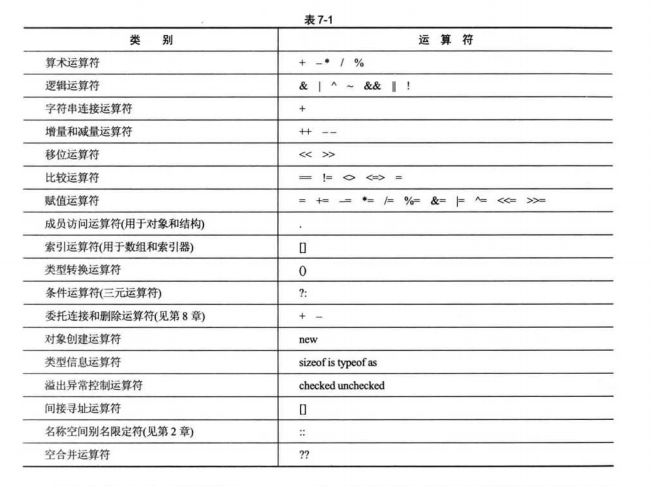 表 7-1
类 别 运 算 符
算术运算符 + –* / %
逻辑运算符 & | ^ ~ && || !
字符串连接运算符 +
增量和减量运算符 ++ --
移位运算符 << >>
比较运算符 == != <> <=> =
赋值运算符 = += -= *= /= %= &= |= ^= <<= >>=
成员访问运算符(用于对象和结构) .
索引运算符(用于数组和索引器) []
类型转换运算符 ()
条件运算符(三元运算符) ?:
委托连接和删除运算符(见第 8 章) + –
对象创建运算符 new
类型信息运算符 sizeof is typeof as
溢出异常控制运算符 checked unchecked
间接寻址运算符 []
名称空间别名限定符(见第 2 章) ::
空合并运算符 ??